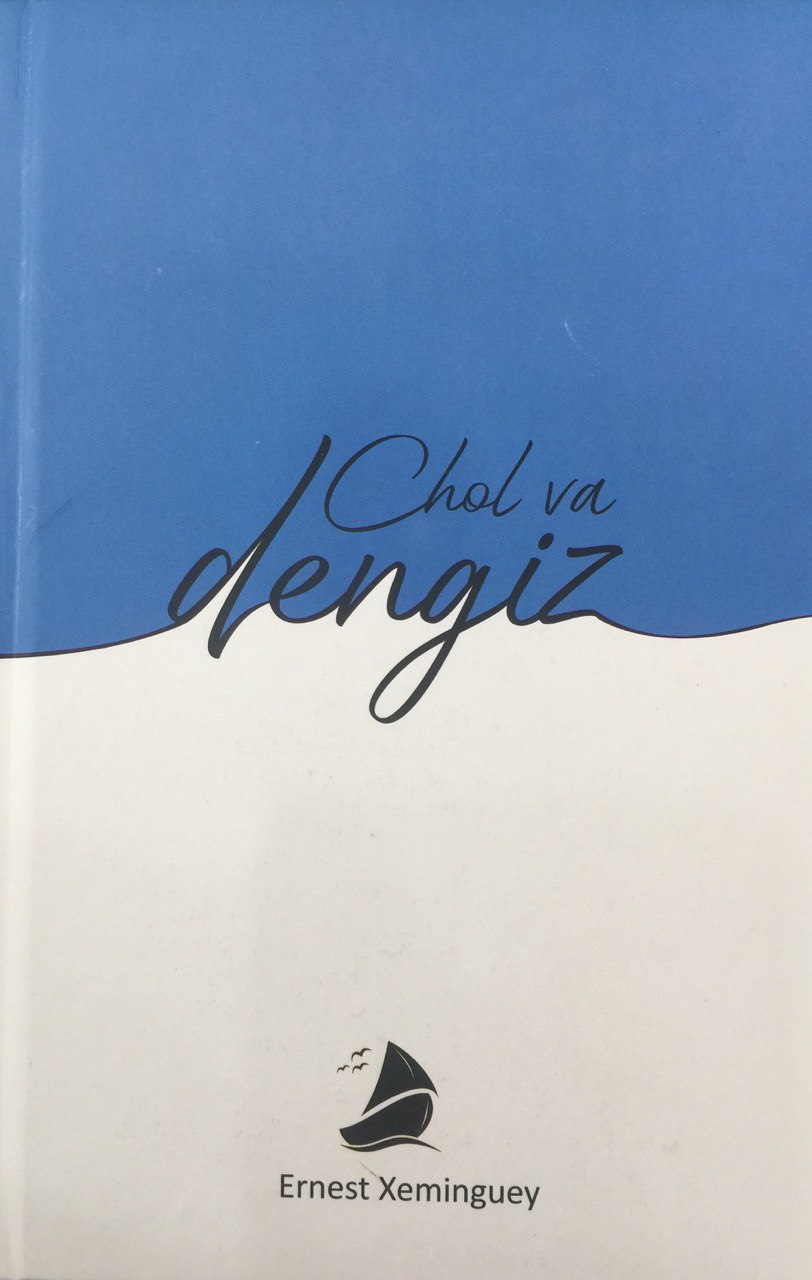 Chol va
dengiz
Ernest Xeminguey